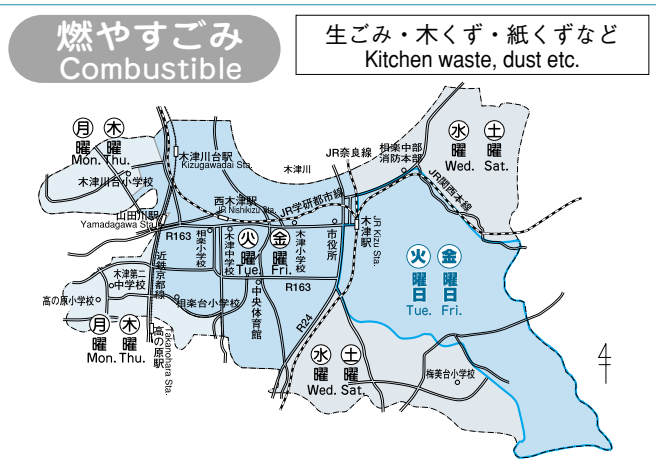 燃やすごみ
Combustible
生ごみ・木くず・紙くずなど
Kitchen waste, dust etc.
月曜 木曜
Mon. Thu.
木津川台小学校
木津川台駅
Kizugawadai Sta.
木津川
JR奈良線
相楽中部
消防本部
水曜 土曜
Wed. Sat.
JR関西本線
山田川駅
Yamadagawa Sta.
西木津駅
JR Nishikizu Sta.
JR学研都市線
木津駅
JR Kizu Sta.
R163
相楽小学校
木津中学校
火曜 金曜
Tue. Fri.
木津小学校
市役所
火曜日 金曜日
Tue. Fri.
近鉄京都線
木津第二
中学校
高の原小学校
相楽台小学校
中央体育館
R163
R24
月曜 木曜
Mon. Thu.
高の原駅
Takanohara Sta.
水曜 土曜
Wed. Sat.
梅美台小学校